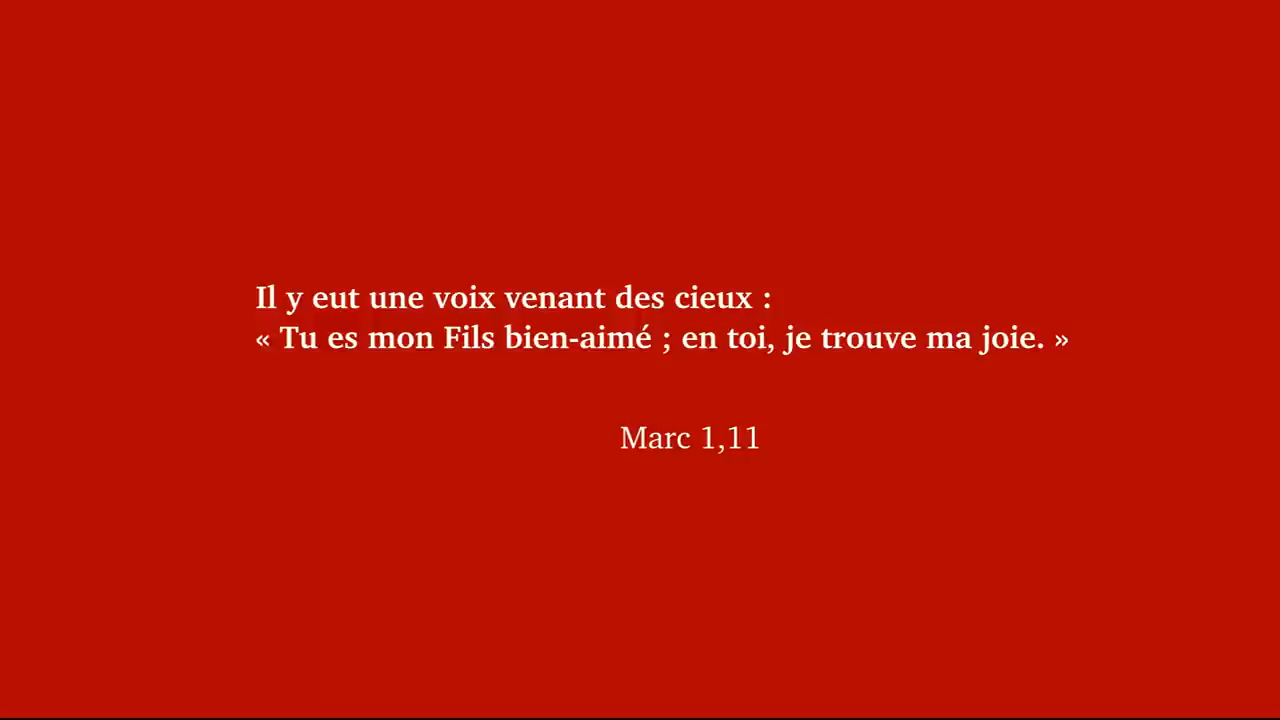 Il y eut une voix venant des cieux :
« Tu es mon Fils bien-aimé ; en toi, je trouve ma joie. »
Marc 1,11